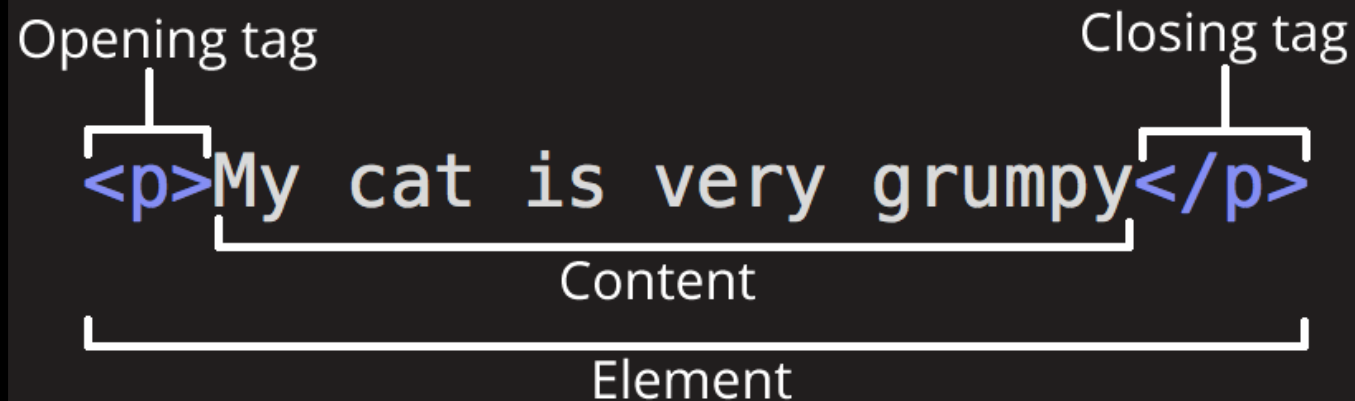 Opening tag
Closing tag
<p>My cat is very grumpy</p>
Content
Element